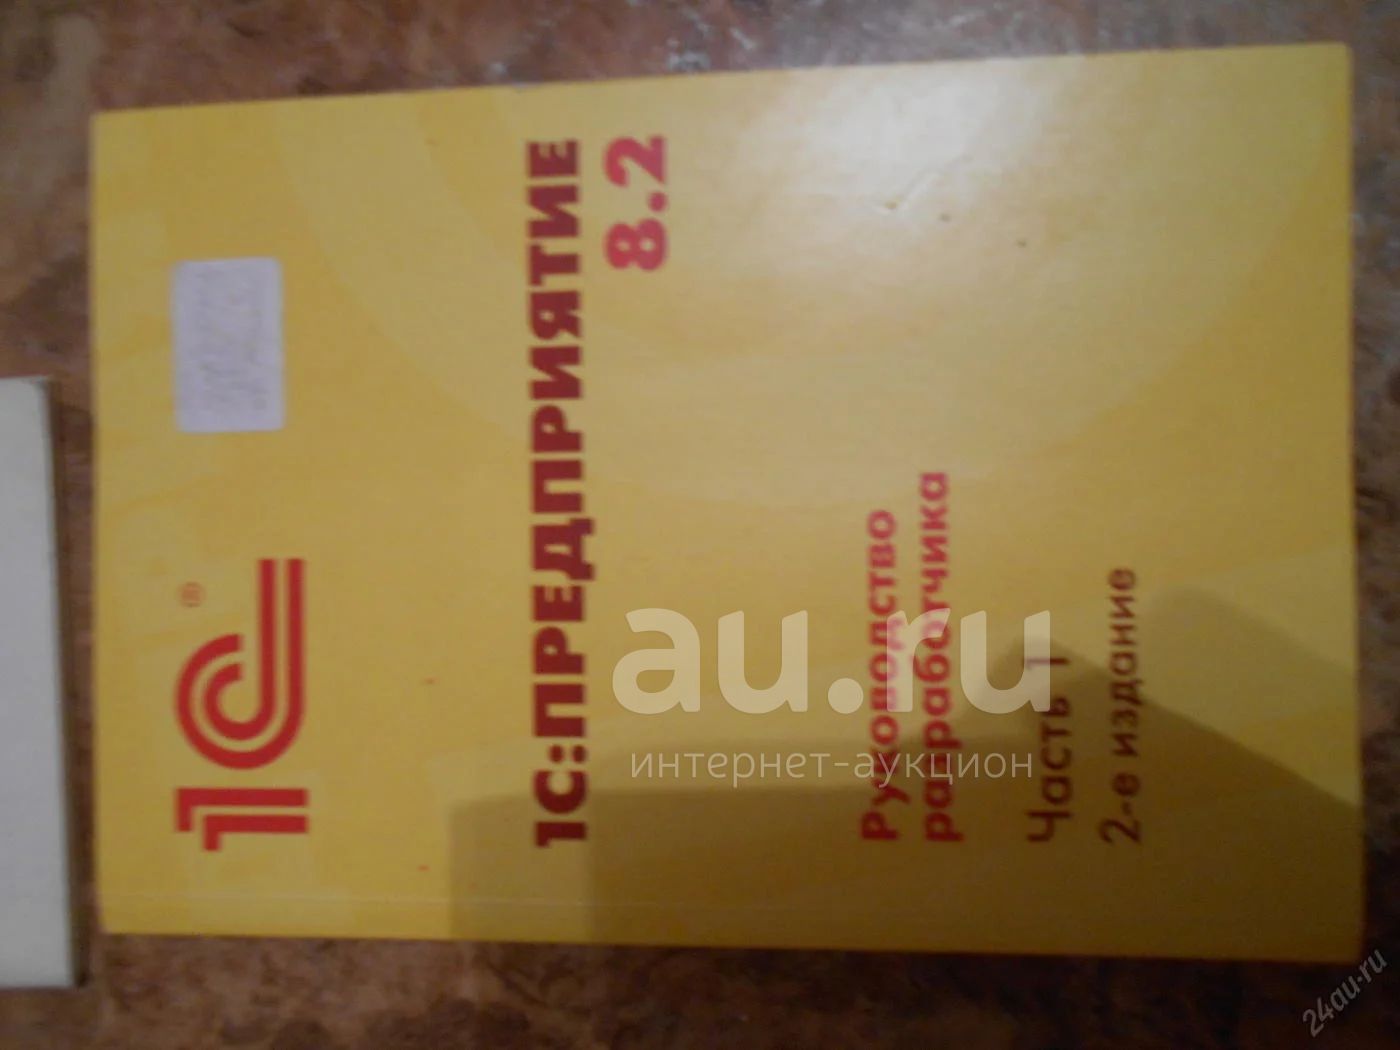 1С®
1С:ПРЕДПРИЯТИЕ
8.2
Руководство
разработчика
Часть 1
2-е издание
au.ru
интернет-аукцион
24au.ru